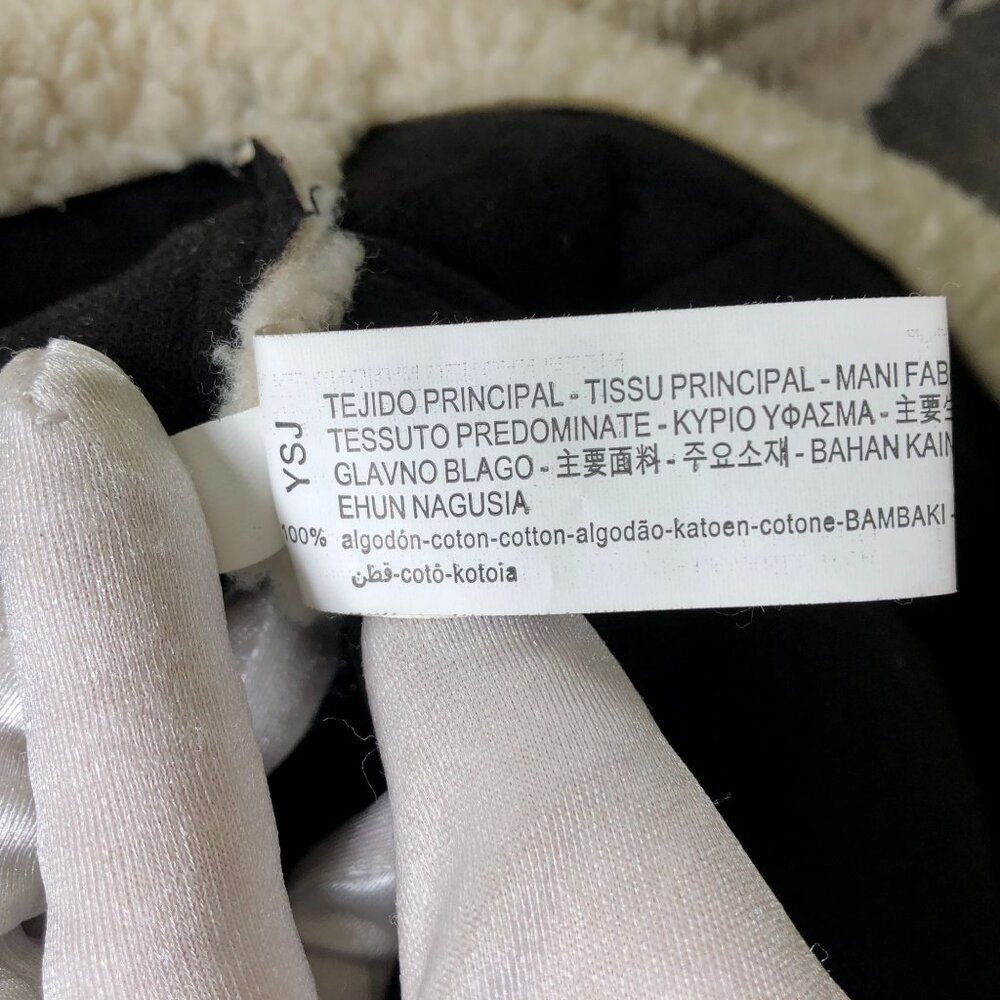 YSJ
TEJIDO PRINCIPAL - TISSU PRINCIPAL - MANI FAB
TESSUTO PREDOMINATE - ΚΥΡΙΟ ΥΦΑΣΜΑ - 主要生
GLAVNO BLAGO - 主要面料 - 주요소재 - BAHAN KAIN
EHUN NAGUSIA
100% algodón-coton-cotton-algodão-katoen-cotone-BAMBAKI -
قطن-cotó-kotoia